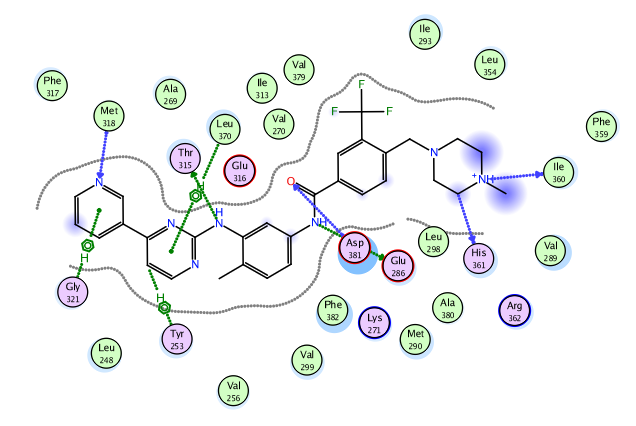 Ile
293
Leu
354
Val
379
Phe
317
Ile
313
Ala
269
Met
318
Val
270
Leu
370
Phe
359
F
F
F
Thr
315
Glu
316
H
N
N
+
NH
Ile
360
O
H
N
N
H
N
NH
H
Asp
381
Leu
298
Val
289
His
361
Glu
286
Gly
321
H
Phe
382
Lys
271
Ala
380
Arg
362
Tyr
253
Met
290
Leu
248
Val
299
Val
256